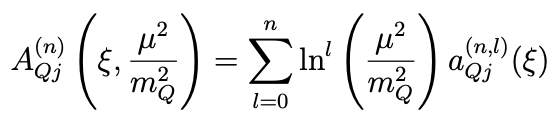 A_{Qj}^{(n)} \left( \xi, \frac{\mu^2}{m_Q^2} \right) = \sum_{l=0}^{n} \ln^l \left( \frac{\mu^2}{m_Q^2} \right) a_{Qj}^{(n,l)}(\xi)